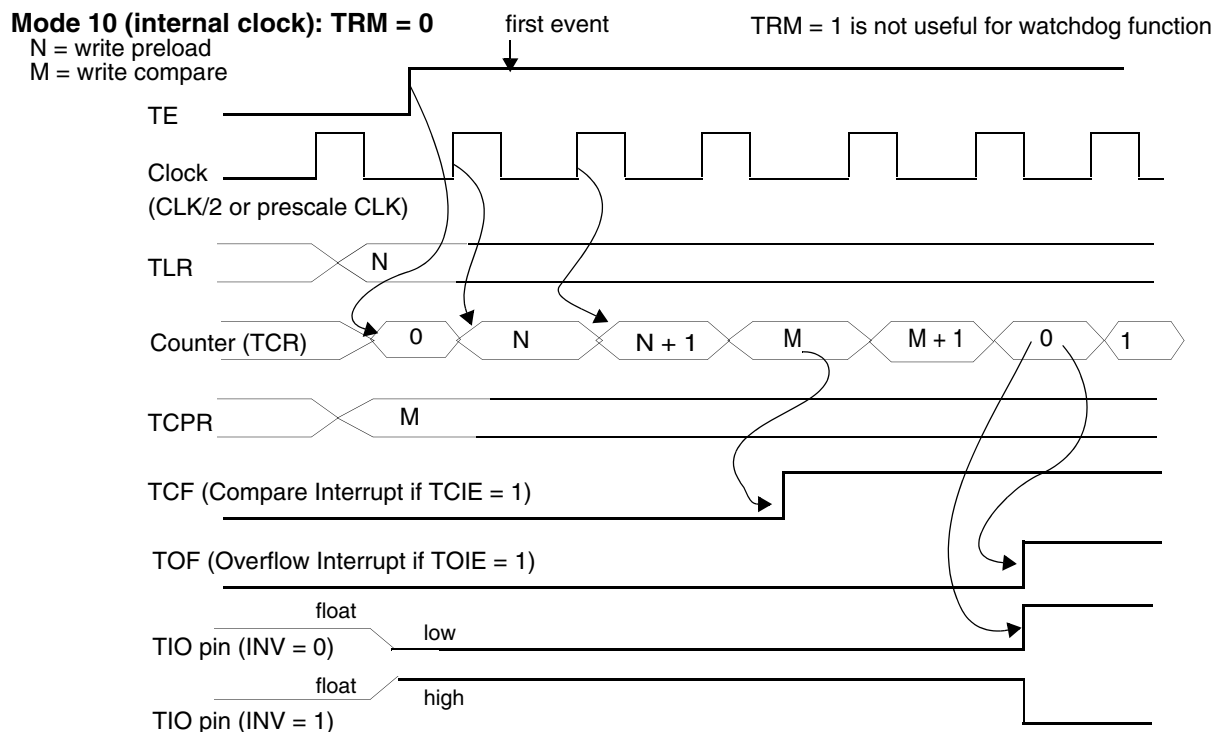 Mode 10 (internal clock): TRM = 0 first event TRM = 1 is not useful for watchdog function
N = write preload
M = write compare
TE
Clock
(CLK/2 or prescale CLK)
TLR N
Counter (TCR) 0 N N + 1 M M + 1 0 1
TCPR M
TCF (Compare Interrupt if TCIE = 1)
TOF (Overflow Interrupt if TOIE = 1)
float
TIO pin (INV = 0) low
float
high
TIO pin (INV = 1)